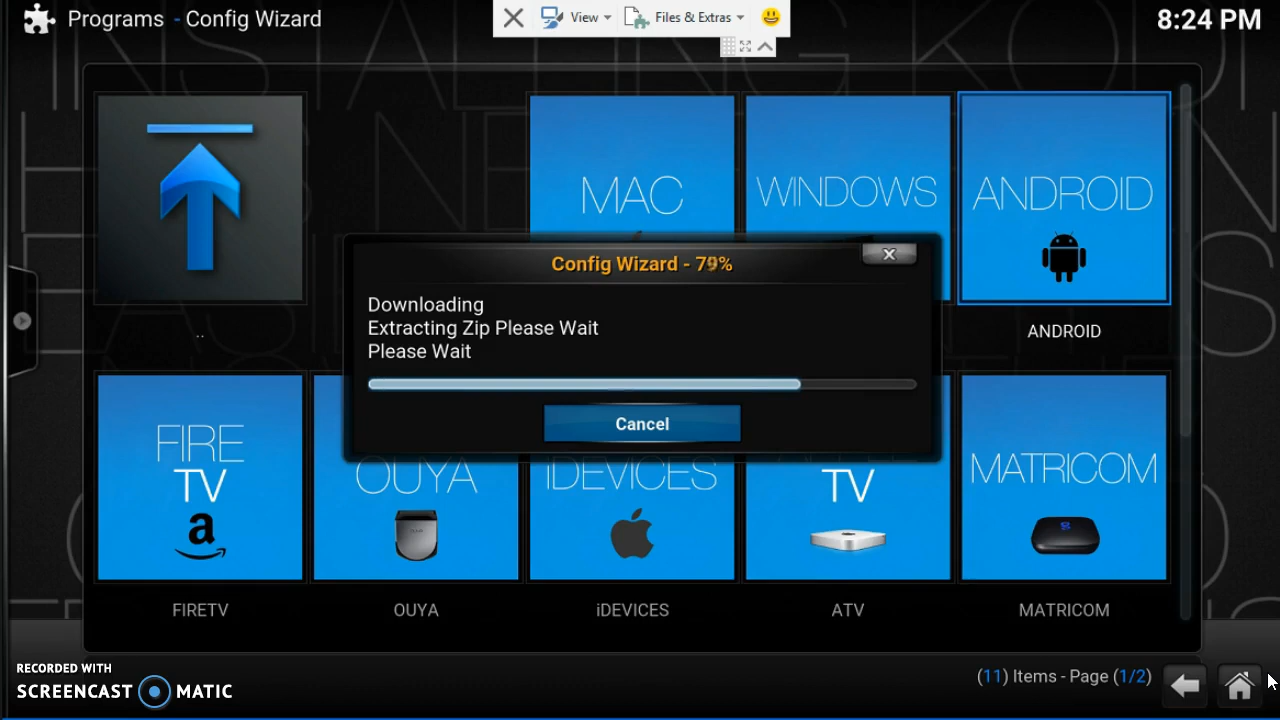 Programs - Config Wizard
View
Files & Extras
8:24 PM
MAC
WINDOWS
ANDROID
..
ANDROID
Config Wizard - 79%
Downloading
Extracting Zip Please Wait
Please Wait
Cancel
FIRE
TV
a
OUYA
iDEVICES
TV
MATRICOM
FIRETV
OUYA
iDEVICES
ATV
MATRICOM
RECORDED WITH
SCREENCAST MATIC
(11) Items - Page (1/2)